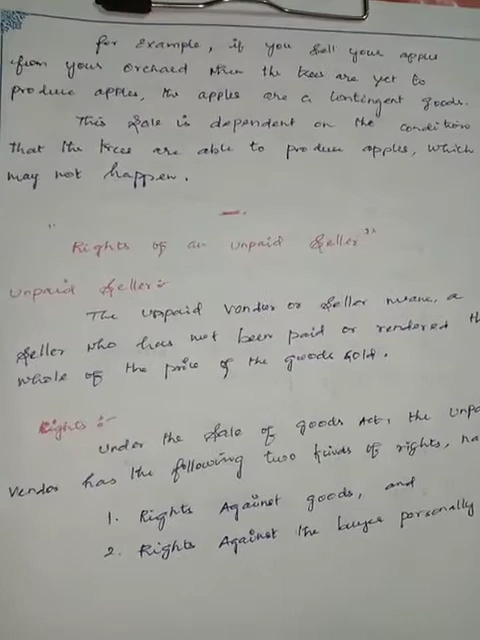 for Example, if you sell your apples
from your orchard when the trees are yet to
produce apples, the apples are a contingent goods.
This sale is dependent on the condition
that the trees are able to produce apples, which
may not happen.
"Rights of an unpaid seller"
Unpaid Seller:-
The unpaid vendor or seller means, a
seller who has not been paid or rendered th
whole of the price of the goods sold.
Rights :-
Under the sale of goods Act, the unpa
vendor has the following two kinds of rights, na
1. Rights Against goods, and
2. Rights Against the buyer personally